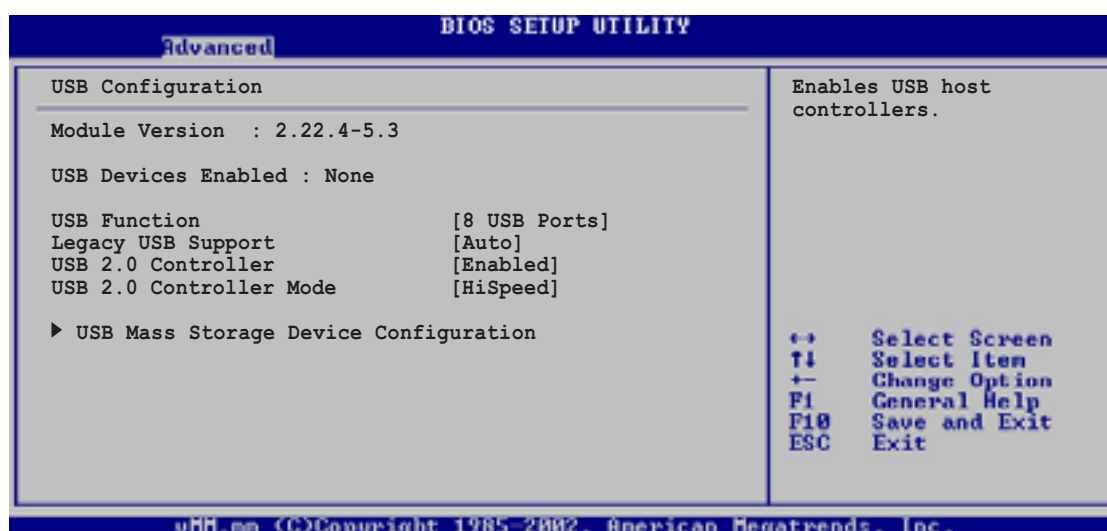 BIOS SETUP UTILITY
Advanced
USB Configuration
Module Version : 2.22.4-5.3
USB Devices Enabled : None
USB Function [8 USB Ports]
Legacy USB Support [Auto]
USB 2.0 Controller [Enabled]
USB 2.0 Controller Mode [HiSpeed]
USB Mass Storage Device Configuration
Enables USB host
controllers.
←→ Select Screen
↑↓ Select Item
+- Change Option
F1 General Help
F10 Save and Exit
ESC Exit
vMM.mm (C)Copyright 1985-2002, American Megatrends, Inc.